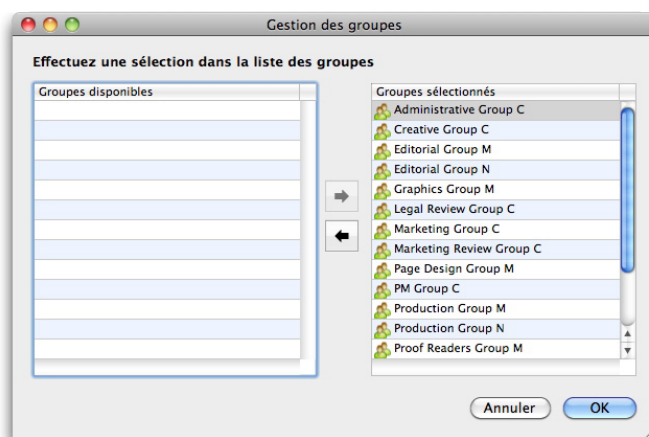 Gestion des groupes
Effectuez une sélection dans la liste des groupes
Groupes disponibles
Groupes sélectionnés
Administrative Group C
Creative Group C
Editorial Group M
Editorial Group N
Graphics Group M
Legal Review Group C
Marketing Group C
Marketing Review Group C
Page Design Group M
PM Group C
Production Group M
Production Group N
Proof Readers Group M
Annuler
OK